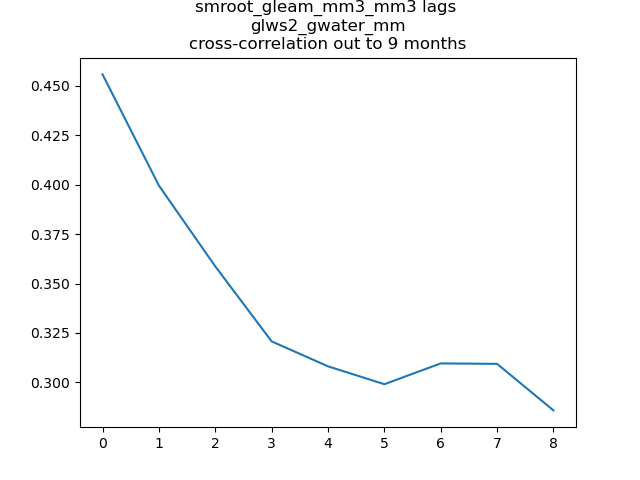 smroot_gleam_mm3_mm3 lags
glws2_gwater_mm
cross-correlation out to 9 months
0.450
0.425
0.400
0.375
0.350
0.325
0.300
0 1 2 3 4 5 6 7 8